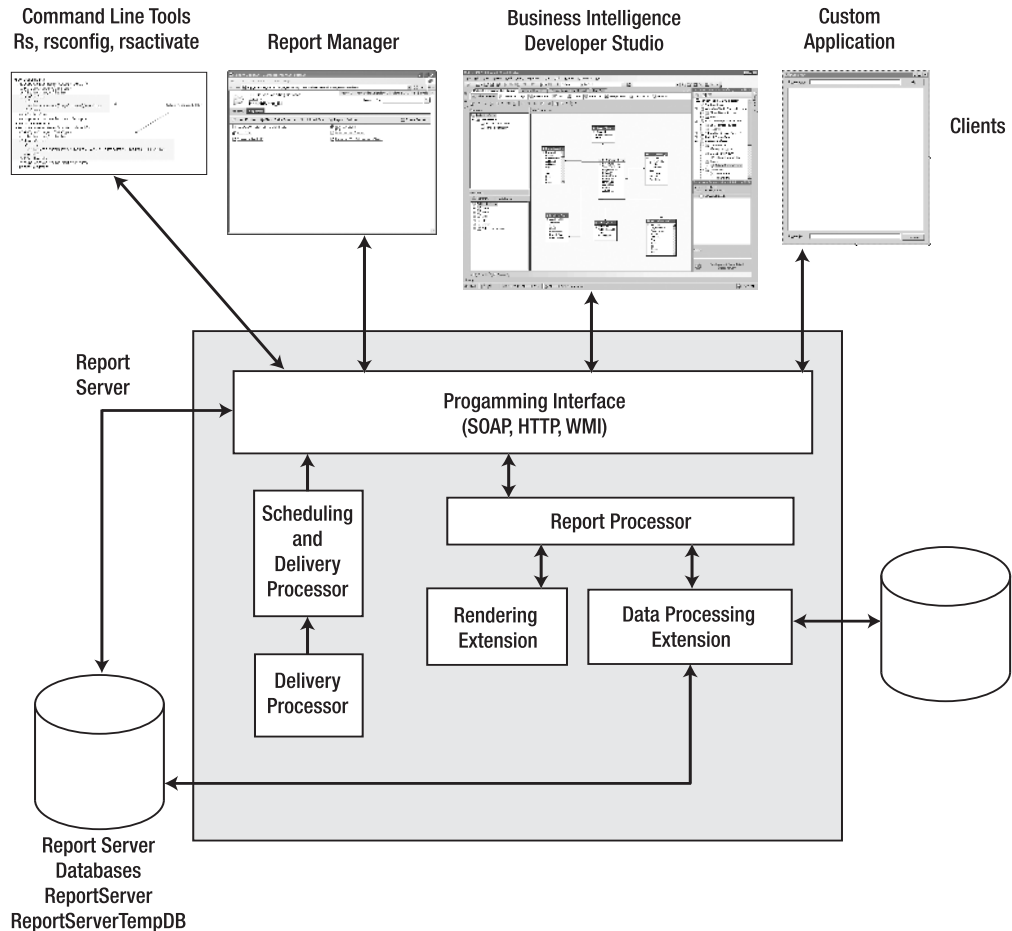 Command Line Tools
Rs, rsconfig, rsactivate
Report Manager
Business Intelligence
Developer Studio
Custom
Application
Clients
Report
Server
Progamming Interface
(SOAP, HTTP, WMI)
Scheduling
and
Delivery
Processor
Report Processor
Rendering
Extension
Data Processing
Extension
Delivery
Processor
Report Server
Databases
ReportServer
ReportServerTempDB